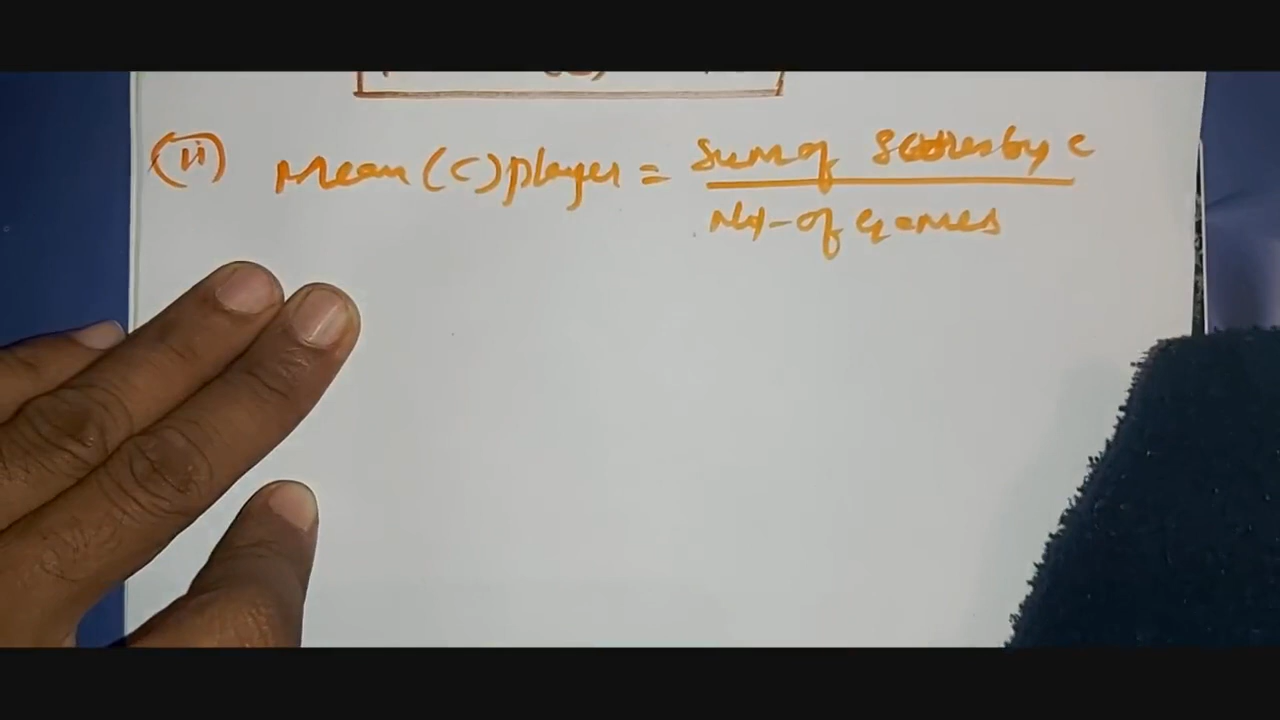 (ii) Mean (C) player = Sum of Scores by C
No. of games